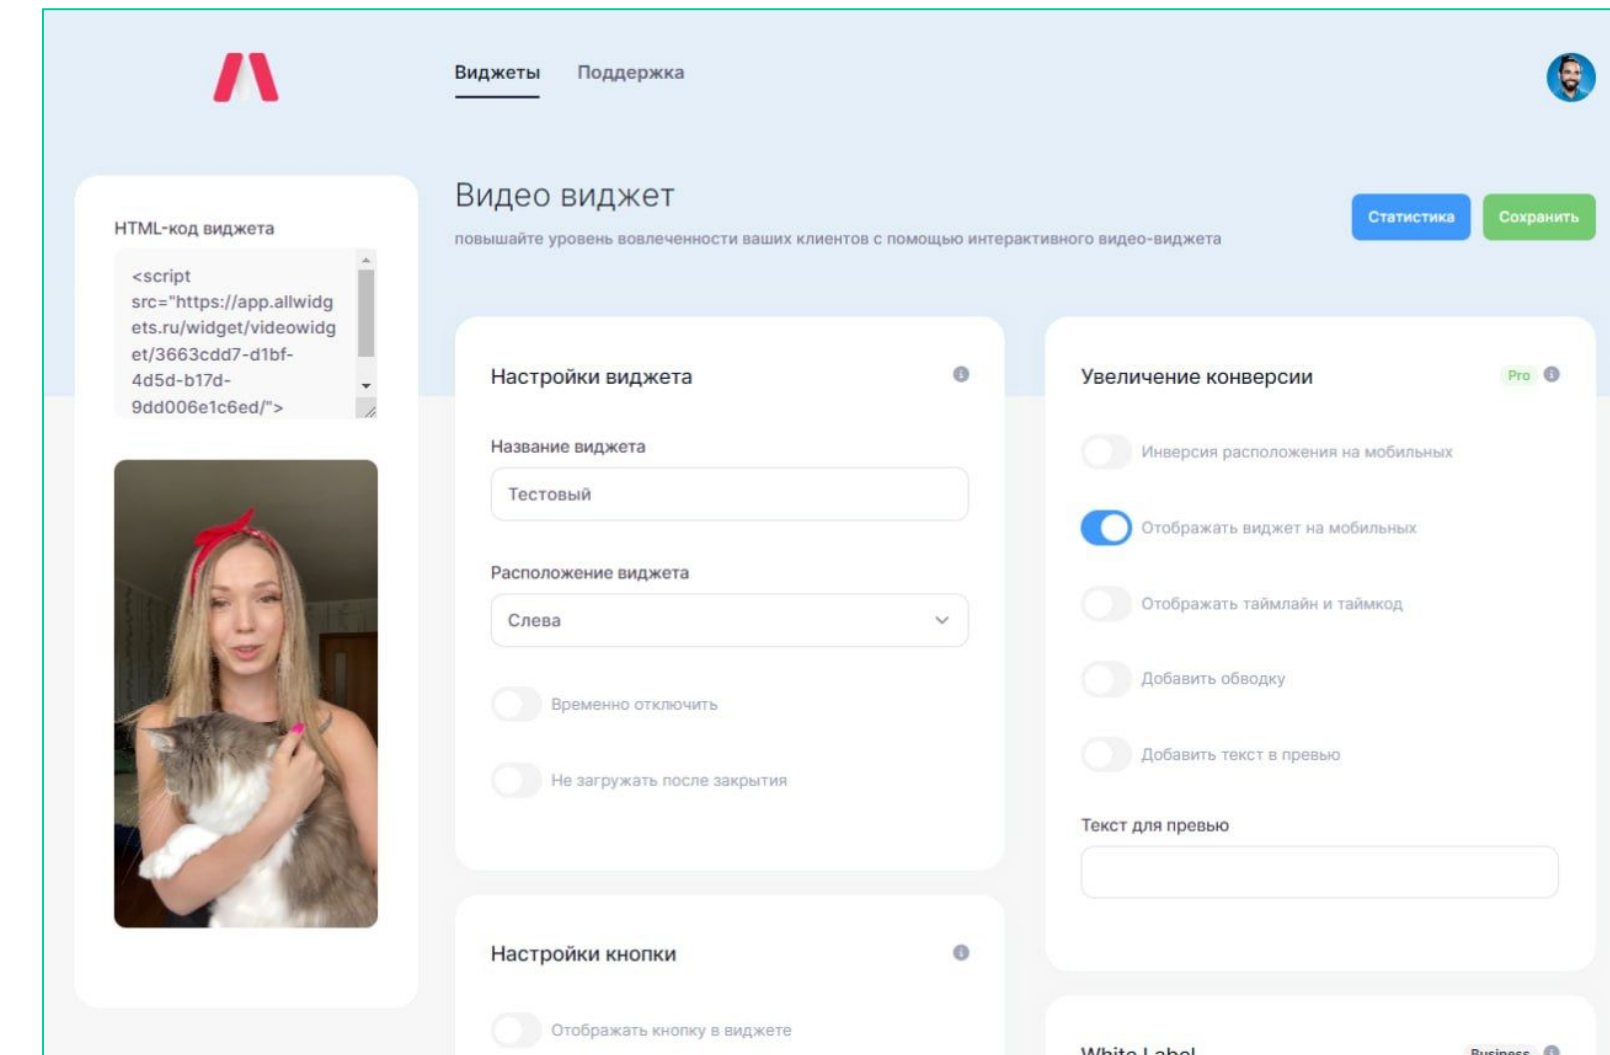 Виджеты
Поддержка
HTML-код виджета
<script
src="https://app.allwidg
ets.ru/widget/videowidg
et/3663cdd7-d1bf-
4d5d-b17d-
9dd006e1c6ed/">
Видео виджет
повышайте уровень вовлеченности ваших клиентов с помощью интерактивного видео-виджета
Статистика
Сохранить
Настройки виджета
Название виджета
Тестовый
Расположение виджета
Слева
Временно отключить
Не загружать после закрытия
Настройки кнопки
Отображать кнопку в виджете
Увеличение конверсии
Pro
Инверсия расположения на мобильных
Отображать виджет на мобильных
Отображать таймлайн и таймкод
Добавить обводку
Добавить текст в превью
Текст для превью
White Label
Business